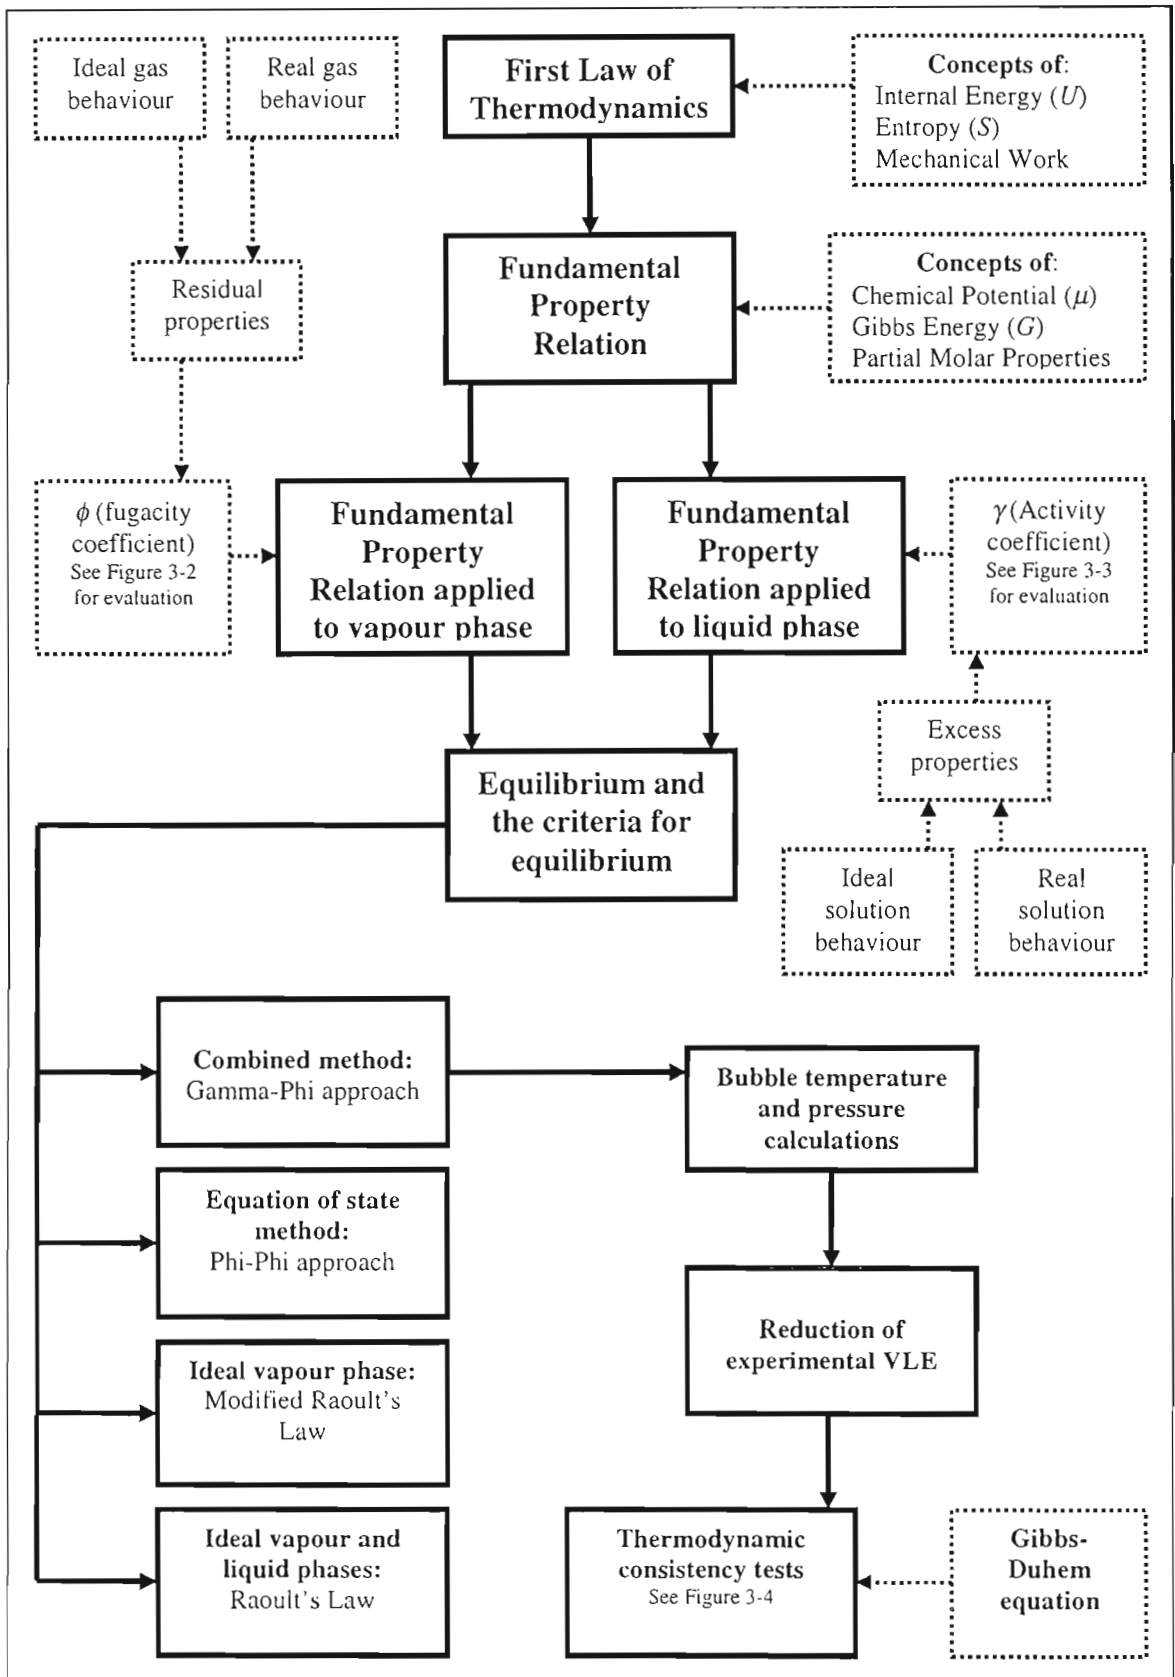 Ideal gas
behaviour
Real gas
behaviour
First Law of
Thermodynamics
Concepts of:
Internal Energy (U)
Entropy (S)
Mechanical Work
Residual
properties
Fundamental
Property
Relation
Concepts of:
Chemical Potential (μ)
Gibbs Energy (G)
Partial Molar Properties
ϕ (fugacity
coefficient)
See Figure 3-2
for evaluation
Fundamental
Property
Relation applied
to vapour phase
Fundamental
Property
Relation applied
to liquid phase
γ (Activity
coefficient)
See Figure 3-3
for evaluation
Excess
properties
Equilibrium and
the criteria for
equilibrium
Ideal
solution
behaviour
Real
solution
behaviour
Combined method:
Gamma-Phi approach
Bubble temperature
and pressure
calculations
Equation of state
method:
Phi-Phi approach
Reduction of
experimental VLE
Ideal vapour phase:
Modified Raoult's
Law
Ideal vapour and
liquid phases:
Raoult's Law
Thermodynamic
consistency tests
See Figure 3-4
Gibbs-
Duhem
equation